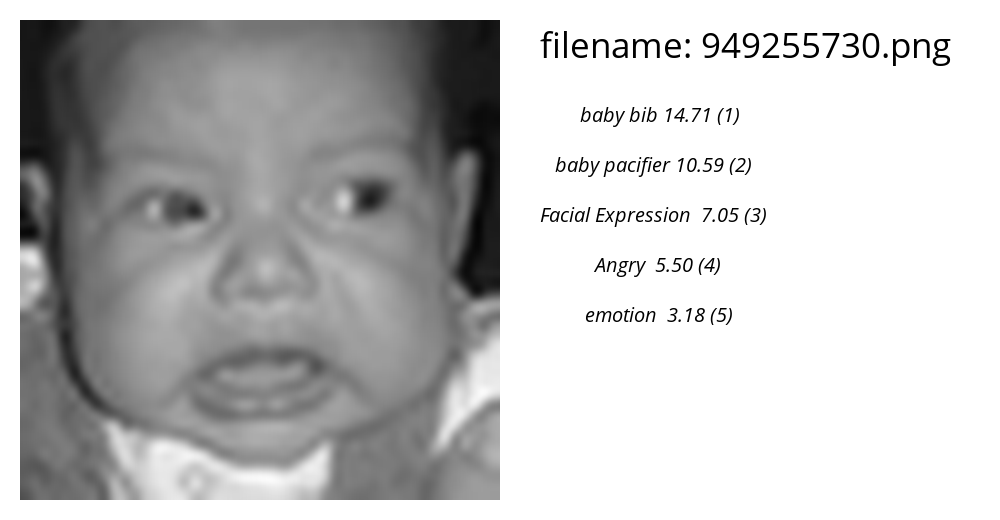 filename: 949255730.png
baby bib 14.71 (1)
baby pacifier 10.59 (2)
Facial Expression  7.05 (3)
Angry  5.50 (4)
emotion  3.18 (5)